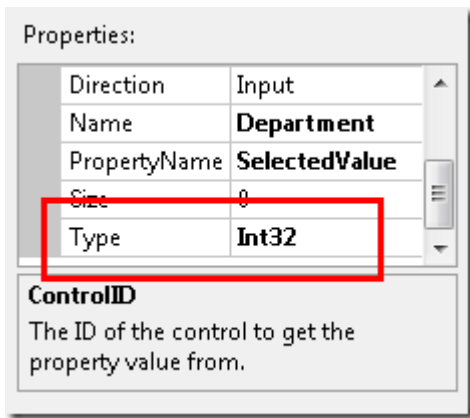 Properties:
Direction Input
Name Department
PropertyName SelectedValue
Size 0
Type Int32
ControlID
The ID of the control to get the
property value from.